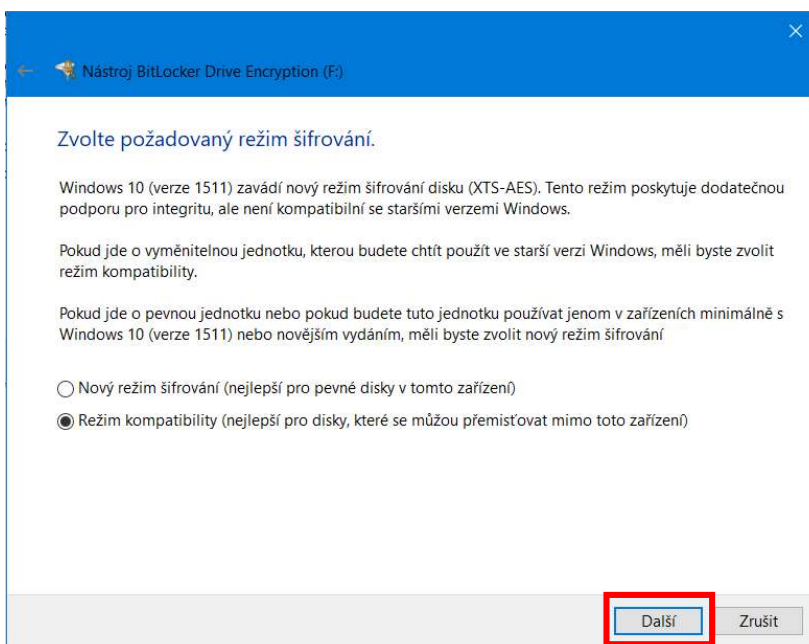 Nástroj BitLocker Drive Encryption (F:)
Zvolte požadovaný režim šifrování.
Windows 10 (verze 1511) zavádí nový režim šifrování disku (XTS-AES). Tento režim poskytuje dodatečnou
podporu pro integritu, ale není kompatibilní se staršími verzemi Windows.
Pokud jde o vyměnitelnou jednotku, kterou budete chtít použít ve starší verzi Windows, měli byste zvolit
režim kompatibility.
Pokud jde o pevnou jednotku nebo pokud budete tuto jednotku používat jenom v zařízeních minimálně s
Windows 10 (verze 1511) nebo novějším vydáním, měli byste zvolit nový režim šifrování
Nový režim šifrování (nejlepší pro pevné disky v tomto zařízení)
Režim kompatibility (nejlepší pro disky, které se můžou přemisťovat mimo toto zařízení)
Další Zrušit